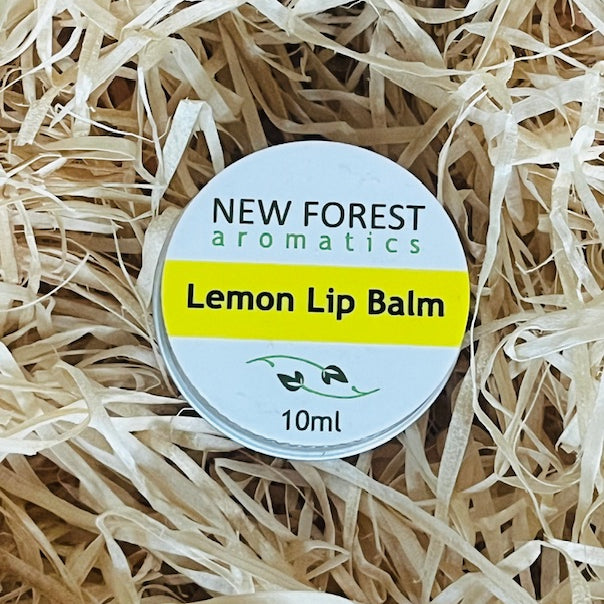 NEW FOREST
aromatics
Lemon Lip Balm
10ml